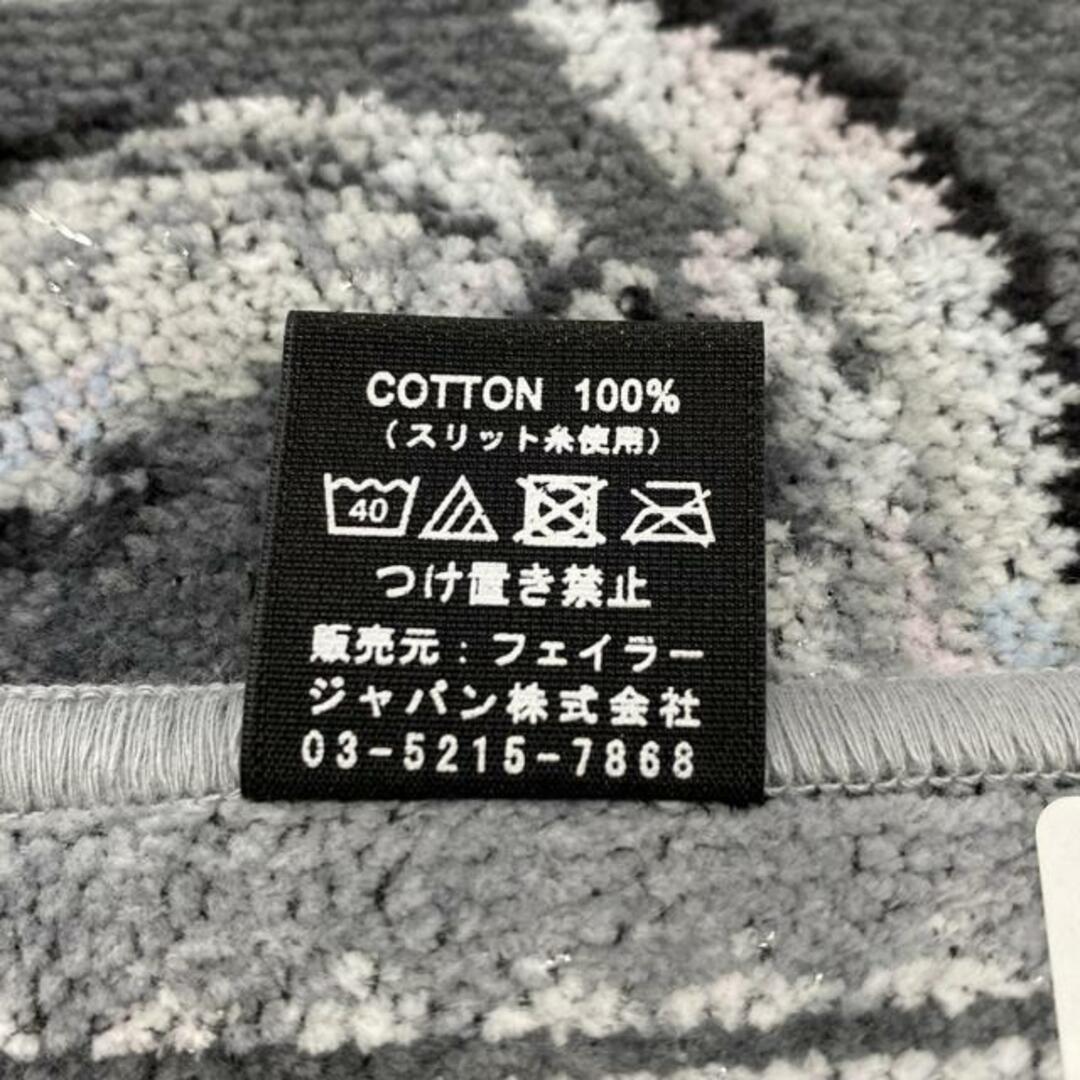 COTTON 100%
(スリット糸使用)
40
つけ置き禁止
販売元:フェイラー
ジャパン株式会社
03-5215-7868